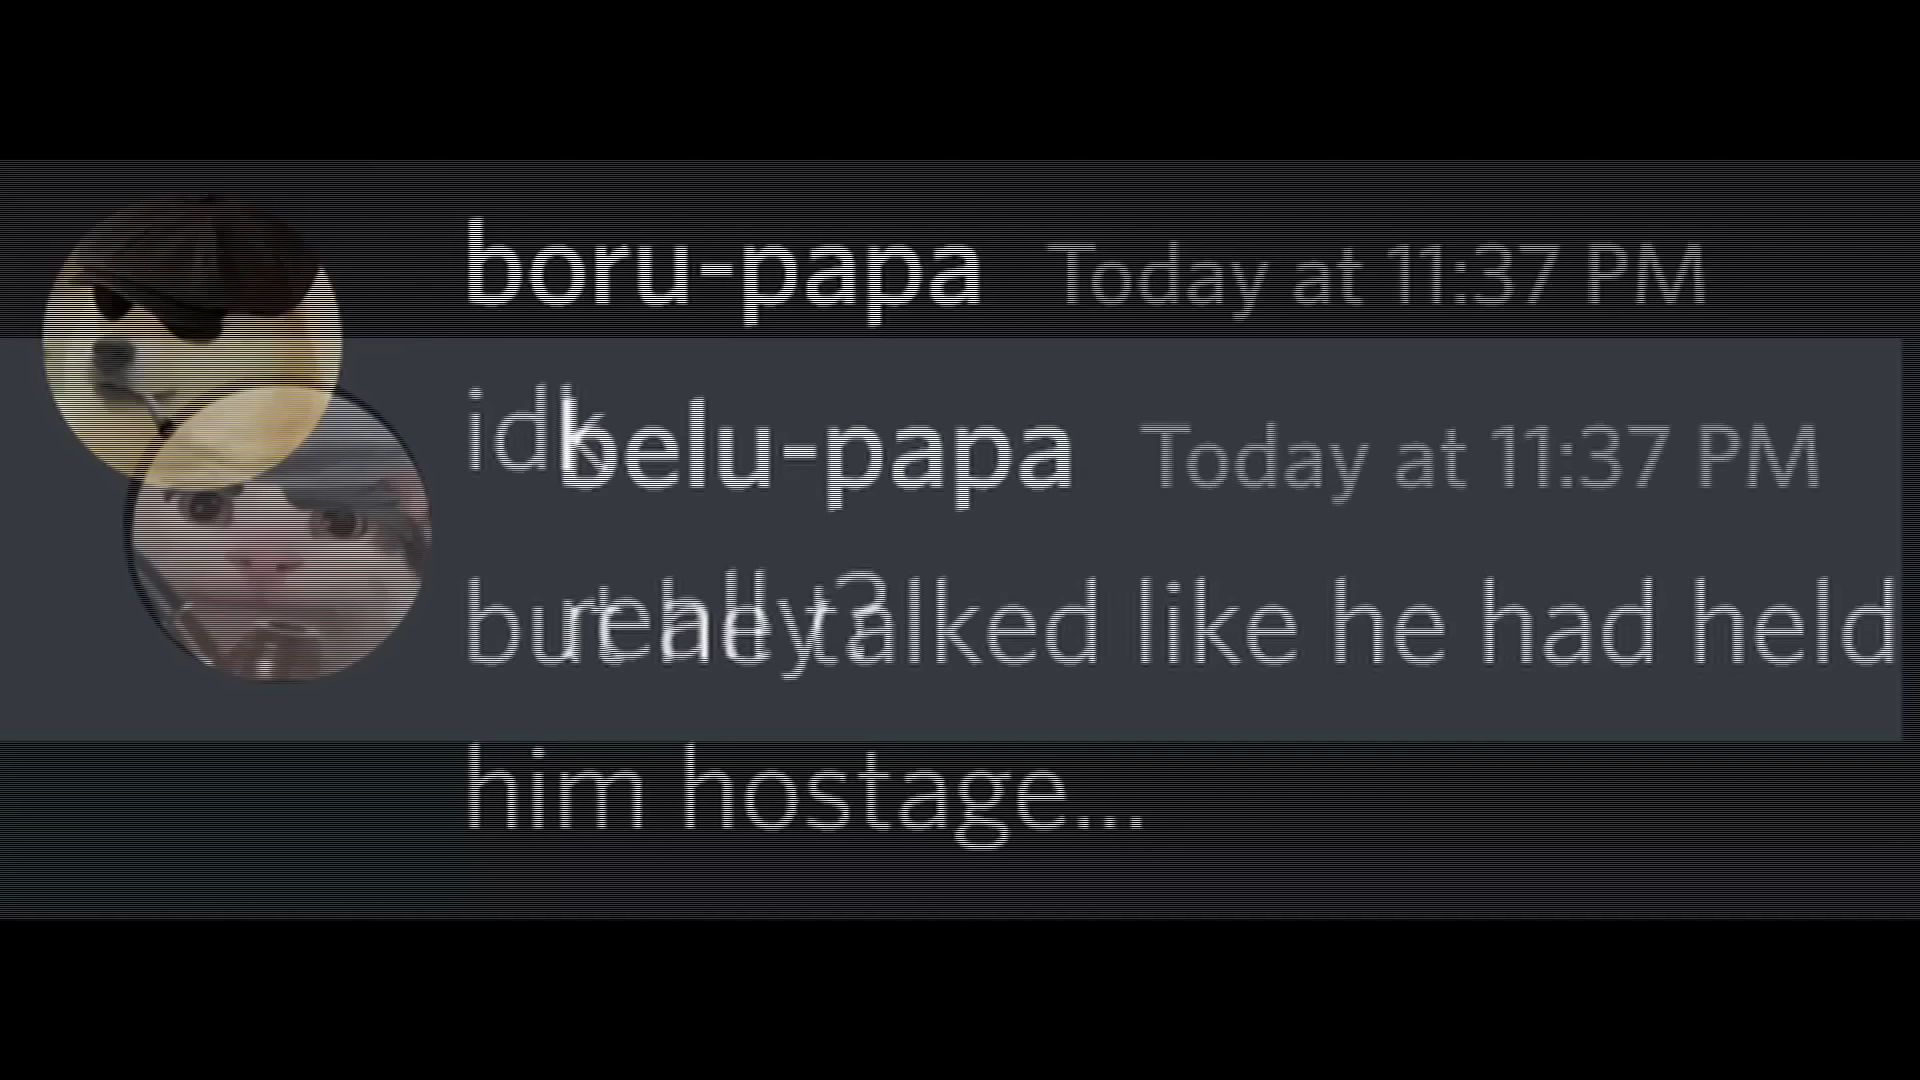 boru-papa Today at 11:37 PM
idk
belu-papa Today at 11:37 PM
but he talked like he had held
really?
him hostage...